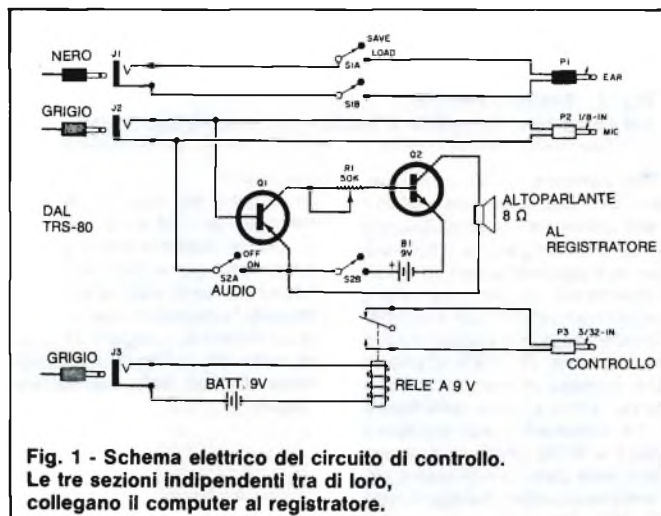 NERO
J1
V
SAVE
LOAD
S1A
S1B
P1
EAR
GRIGIO
J2
V
P2
1/8-IN
MIC
DAL
TRS-80
Q1
R1
50K
Q2
B1
9V
+
ALTOPARLANTE
8 Ω
AL
REGISTRATORE
OFF
ON
S2A
AUDIO
S2B
P3
3/32-IN
CONTROLLO
GRIGIO
J3
V
BATT. 9V
RELE' A 9 V
Fig. 1 - Schema elettrico del circuito di controllo.
Le tre sezioni indipendenti tra di loro,
collegano il computer al registratore.